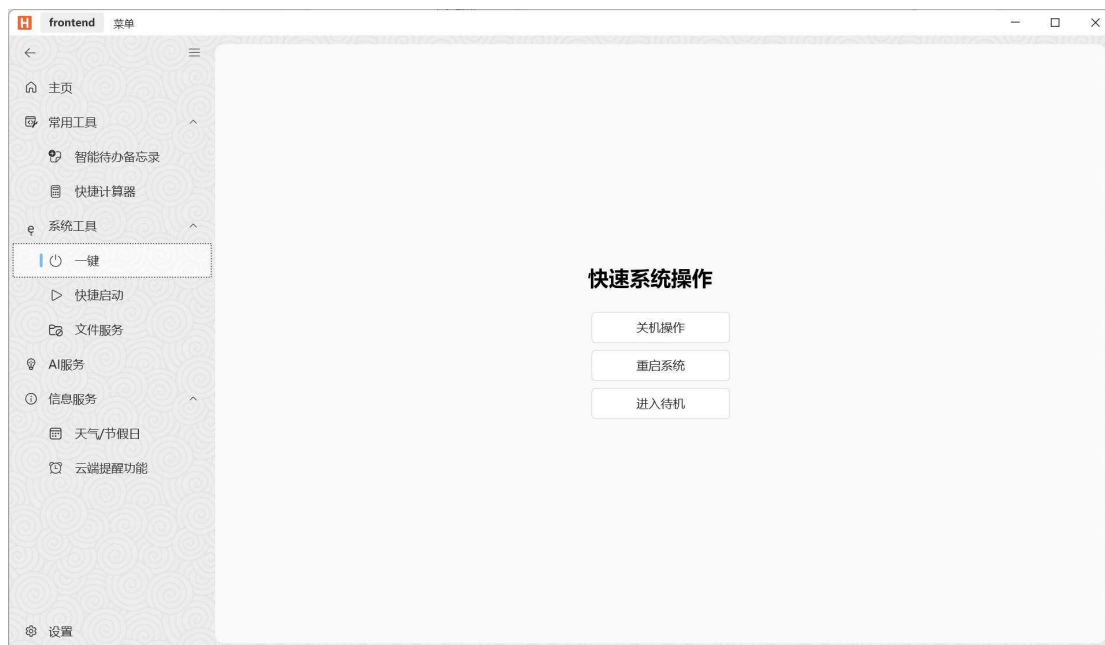 H frontend 菜单
主页
常用工具
智能待办备忘录
快捷计算器
系统工具
一键
快捷启动
文件服务
AI服务
信息服务
天气/节假日
云端提醒功能
设置
快速系统操作
关机操作
重启系统
进入待机